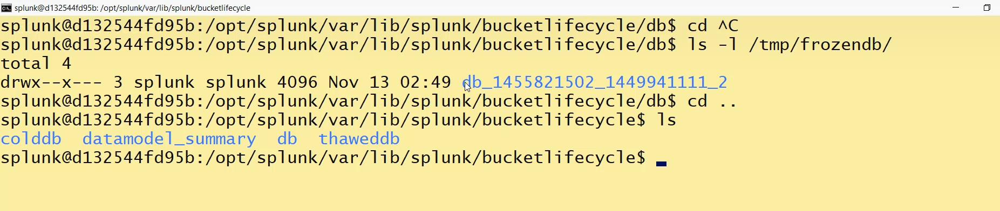 splunk@d132544fd95b: /opt/splunk/var/lib/splunk/bucketlifecycle
splunk@d132544fd95b:/opt/splunk/var/lib/splunk/bucketlifecycle/db$ cd ^C
splunk@d132544fd95b:/opt/splunk/var/lib/splunk/bucketlifecycle/db$ ls -l /tmp/frozendb/
total 4
drwx--x--- 3 splunk splunk 4096 Nov 13 02:49 db_1455821502_1449941111_2
splunk@d132544fd95b:/opt/splunk/var/lib/splunk/bucketlifecycle/db$ cd ..
splunk@d132544fd95b:/opt/splunk/var/lib/splunk/bucketlifecycle$ ls
colddb  datamodel_summary  db  thaweddb
splunk@d132544fd95b:/opt/splunk/var/lib/splunk/bucketlifecycle$